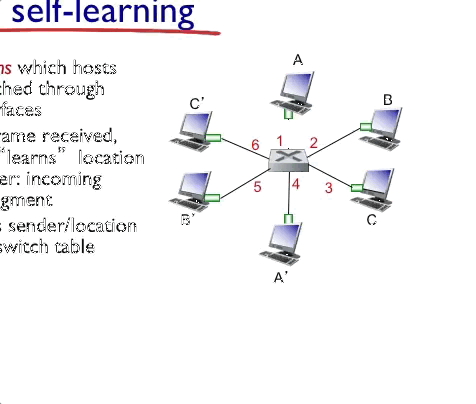 self-learning
ns which hosts
ched through
faces
rame received,
"learns" location
er: incoming
gment
s sender/location
switch table
A
B
C'
6
1
2
5
4
3
B'
C
A'